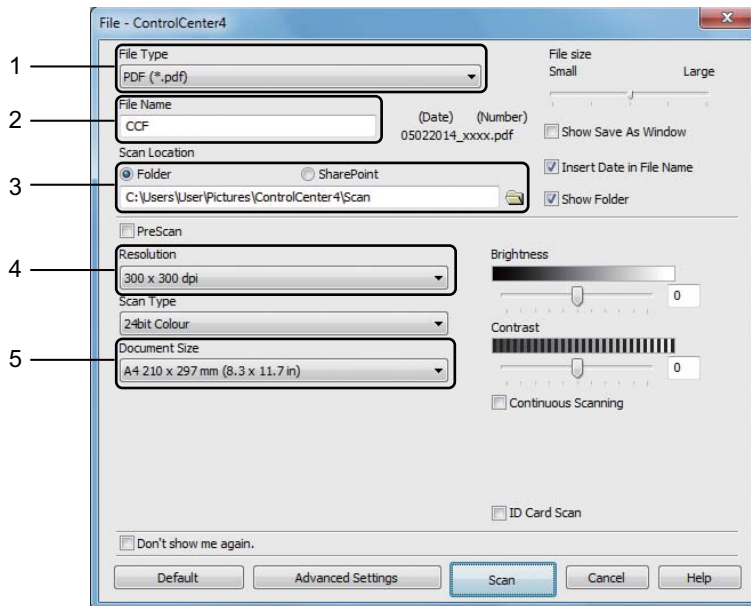 File - ControlCenter4
x
1
File Type
PDF (*.pdf)
File size
Small Large
2
File Name
CCF
(Date) (Number)
05022014_xxxx.pdf
Show Save As Window
Scan Location
Insert Date in File Name
3
Folder SharePoint
C:\Users\User\Pictures\ControlCenter4\Scan
Show Folder
PreScan
4
Resolution
300 x 300 dpi
Brightness
0
Scan Type
24bit Colour
Contrast
0
5
Document Size
A4 210 x 297 mm (8.3 x 11.7 in)
Continuous Scanning
ID Card Scan
Don't show me again.
Default Advanced Settings Scan Cancel Help